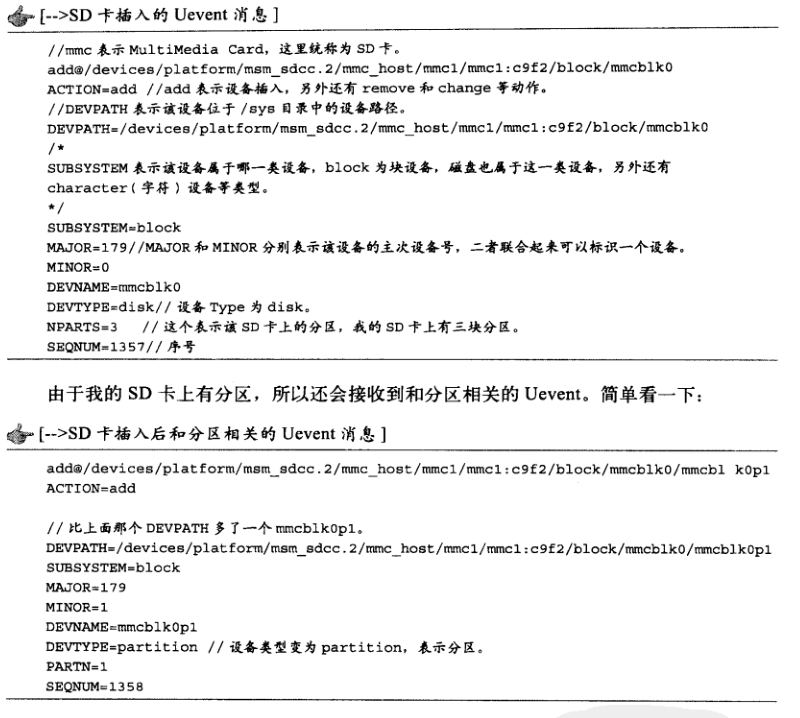 [-->SD 卡插入的 Uevent 消息]
//mmc 表示 MultiMedia Card，这里统称为 SD 卡。
add@/devices/platform/msm_sdcc.2/mmc_host/mmc1/mmc1:c9f2/block/mmcblk0
ACTION=add //add 表示设备插入，另外还有 remove 和 change 等动作。
//DEVPATH 表示该设备位于 /sys 目录中的设备路径。
DEVPATH=/devices/platform/msm_sdcc.2/mmc_host/mmc1/mmc1:c9f2/block/mmcblk0
/*
SUBSYSTEM 表示该设备属于哪一类设备，block 为块设备，磁盘也属于这一类设备，另外还有
character(字符)设备等类型。
*/
SUBSYSTEM=block
MAJOR=179//MAJOR 和 MINOR 分别表示该设备的主次设备号，二者联合起来可以标识一个设备。
MINOR=0
DEVNAME=mmcblk0
DEVTYPE=disk// 设备 Type 为 disk。
NPARTS=3 // 这个表示该 SD 卡上的分区，我的 SD 卡上有三块分区。
SEQNUM=1357// 序号
由于我的 SD 卡上有分区，所以还会接收到和分区相关的 Uevent。简单看一下：
[-->SD 卡插入后和分区相关的 Uevent 消息]
add@/devices/platform/msm_sdcc.2/mmc_host/mmc1/mmc1:c9f2/block/mmcblk0/mmcbl k0p1
ACTION=add
// 比上面那个 DEVPATH 多了一个 mmcblk0p1。
DEVPATH=/devices/platform/msm_sdcc.2/mmc_host/mmc1/mmc1:c9f2/block/mmcblk0/mmcblk0p1
SUBSYSTEM=block
MAJOR=179
MINOR=1
DEVNAME=mmcblk0p1
DEVTYPE=partition // 设备类型变为 partition，表示分区。
PARTN=1
SEQNUM=1358